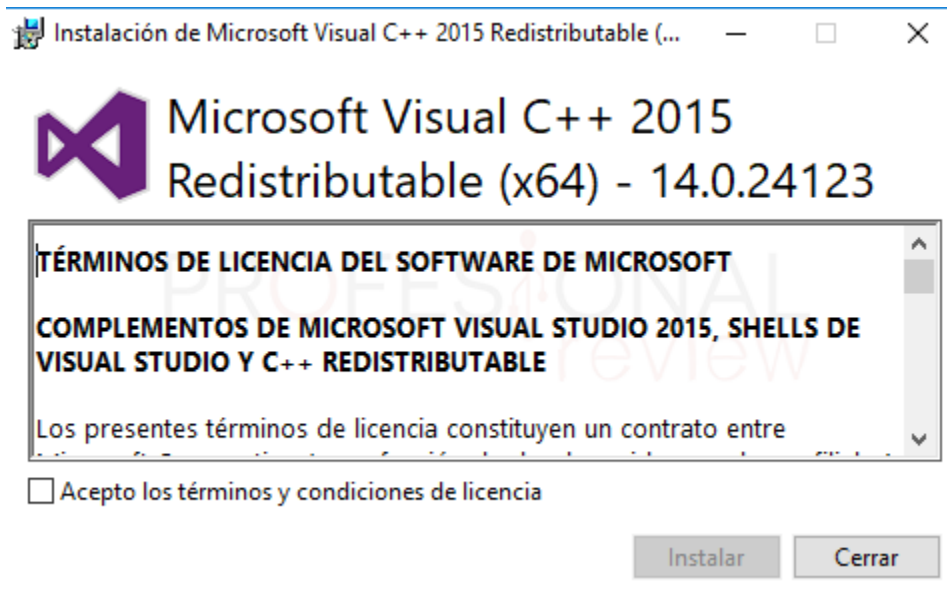 Instalación de Microsoft Visual C++ 2015 Redistributable (...
Microsoft Visual C++ 2015
Redistributable (x64) - 14.0.24123
TÉRMINOS DE LICENCIA DEL SOFTWARE DE MICROSOFT
PROFESIONAL
review
COMPLEMENTOS DE MICROSOFT VISUAL STUDIO 2015, SHELLS DE
VISUAL STUDIO Y C++ REDISTRIBUTABLE
Los presentes términos de licencia constituyen un contrato entre
Acepto los términos y condiciones de licencia
Instalar
Cerrar